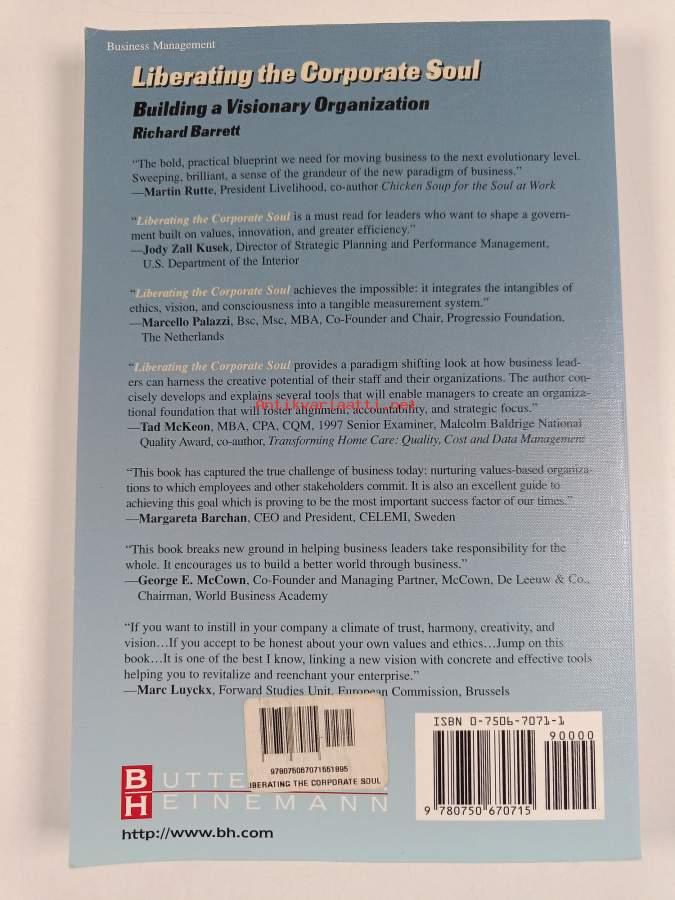 Business Management
Liberating the Corporate Soul
Building a Visionary Organization
Richard Barrett
“The bold, practical blueprint we need for moving business to the next evolutionary level.
Sweeping, brilliant, a sense of the grandeur of the new paradigm of business.”
—Martin Rutte, President Livelihood, co-author Chicken Soup for the Soul at Work
“Liberating the Corporate Soul is a must read for leaders who want to shape a govern-
ment built on values, innovation, and greater efficiency.”
—Jody Zall Kusek, Director of Strategic Planning and Performance Management,
U.S. Department of the Interior
“Liberating the Corporate Soul achieves the impossible: it integrates the intangibles of
ethics, vision, and consciousness into a tangible measurement system.”
—Marcello Palazzi, Bsc, Msc, MBA, Co-Founder and Chair, Progressio Foundation,
The Netherlands
“Liberating the Corporate Soul provides a paradigm shifting look at how business lead-
ers can harness the creative potential of their staff and their organizations. The author con-
cisely develops and explains several tools that will enable managers to create an organiza-
tional foundation that will foster alignment, accountability, and strategic focus.”
Antikvariaatti.net
—Tad McKeon, MBA, CPA, CQM, 1997 Senior Examiner, Malcolm Baldrige National
Quality Award, co-author, Transforming Home Care: Quality, Cost and Data Management
“This book has captured the true challenge of business today: nurturing values-based organiza-
tions to which employees and other stakeholders commit. It is also an excellent guide to
achieving this goal which is proving to be the most important success factor of our times.”
—Margareta Barchan, CEO and President, CELEMI, Sweden
“This book breaks new ground in helping business leaders take responsibility for the
whole. It encourages us to build a better world through business.”
—George E. McCown, Co-Founder and Managing Partner, McCown, De Leeuw & Co.,
Chairman, World Business Academy
“If you want to instill in your company a climate of trust, harmony, creativity, and
vision…If you accept to be honest about your own values and ethics…Jump on this
book…It is one of the best I know, linking a new vision with concrete and effective tools
helping you to revitalize and reenchant your enterprise.”
—Marc Luyckx, Forward Studies Unit, European Commission, Brussels
978075067071551895
IBERATING THE CORPORATE SOUL
BUTTE
HEINEMANN
http://www.bh.com
ISBN 0-7506-7071-1
90000
9 780750 670715